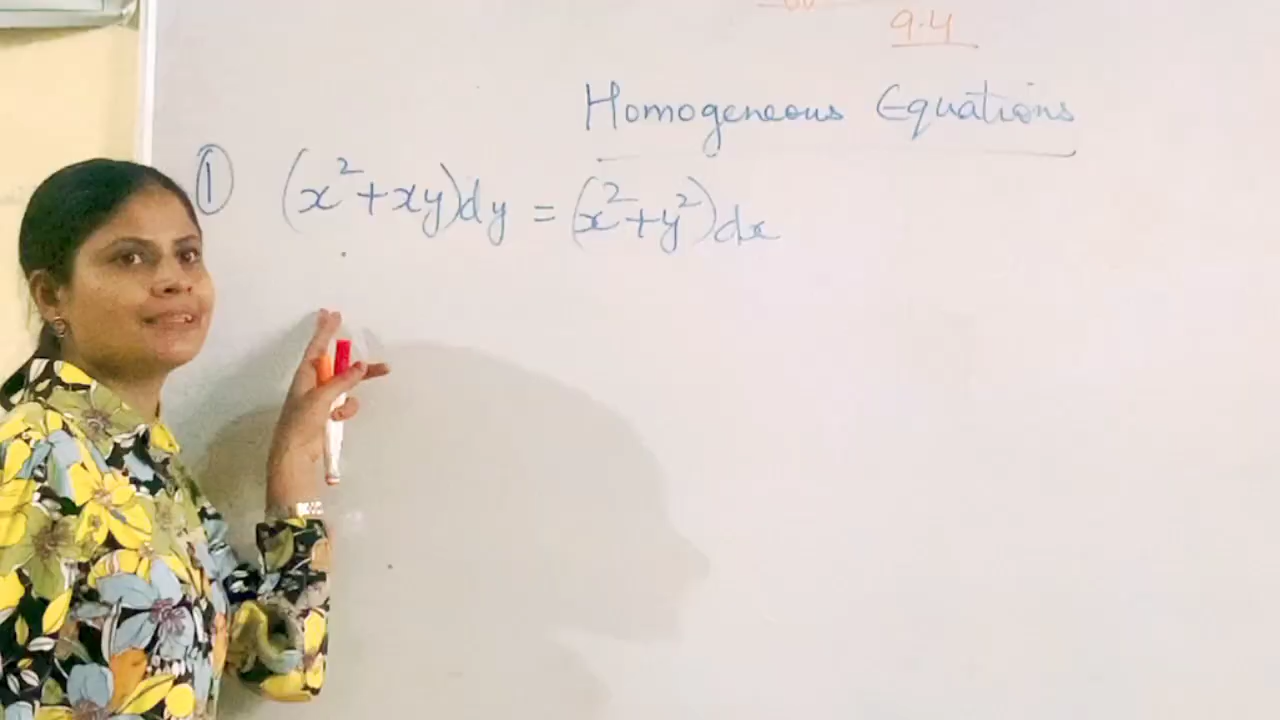 9.4
Homogeneous Equations
① (x²+xy)dy = (x²+y²)dx